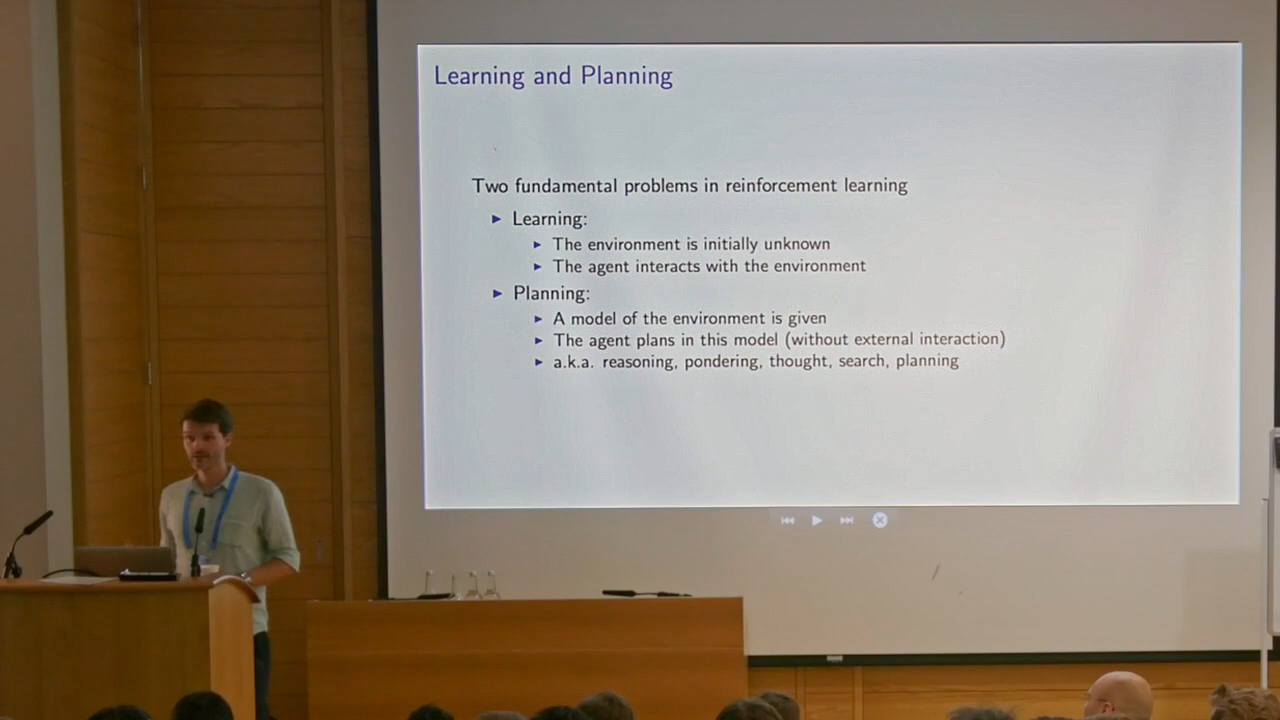 Learning and Planning
Two fundamental problems in reinforcement learning
Learning:
The environment is initially unknown
The agent interacts with the environment
Planning:
A model of the environment is given
The agent plans in this model (without external interaction)
a.k.a. reasoning, pondering, thought, search, planning